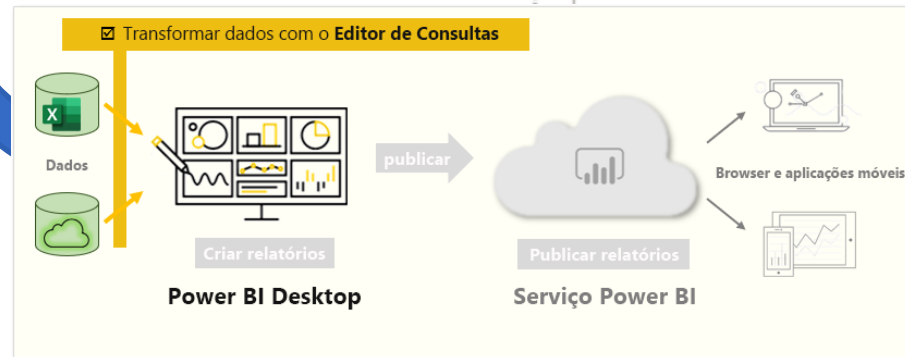 Transformar dados com o Editor de Consultas
X
Dados
publicar
Browser e aplicações móveis
Criar relatórios
Publicar relatórios
Power BI Desktop
Serviço Power BI